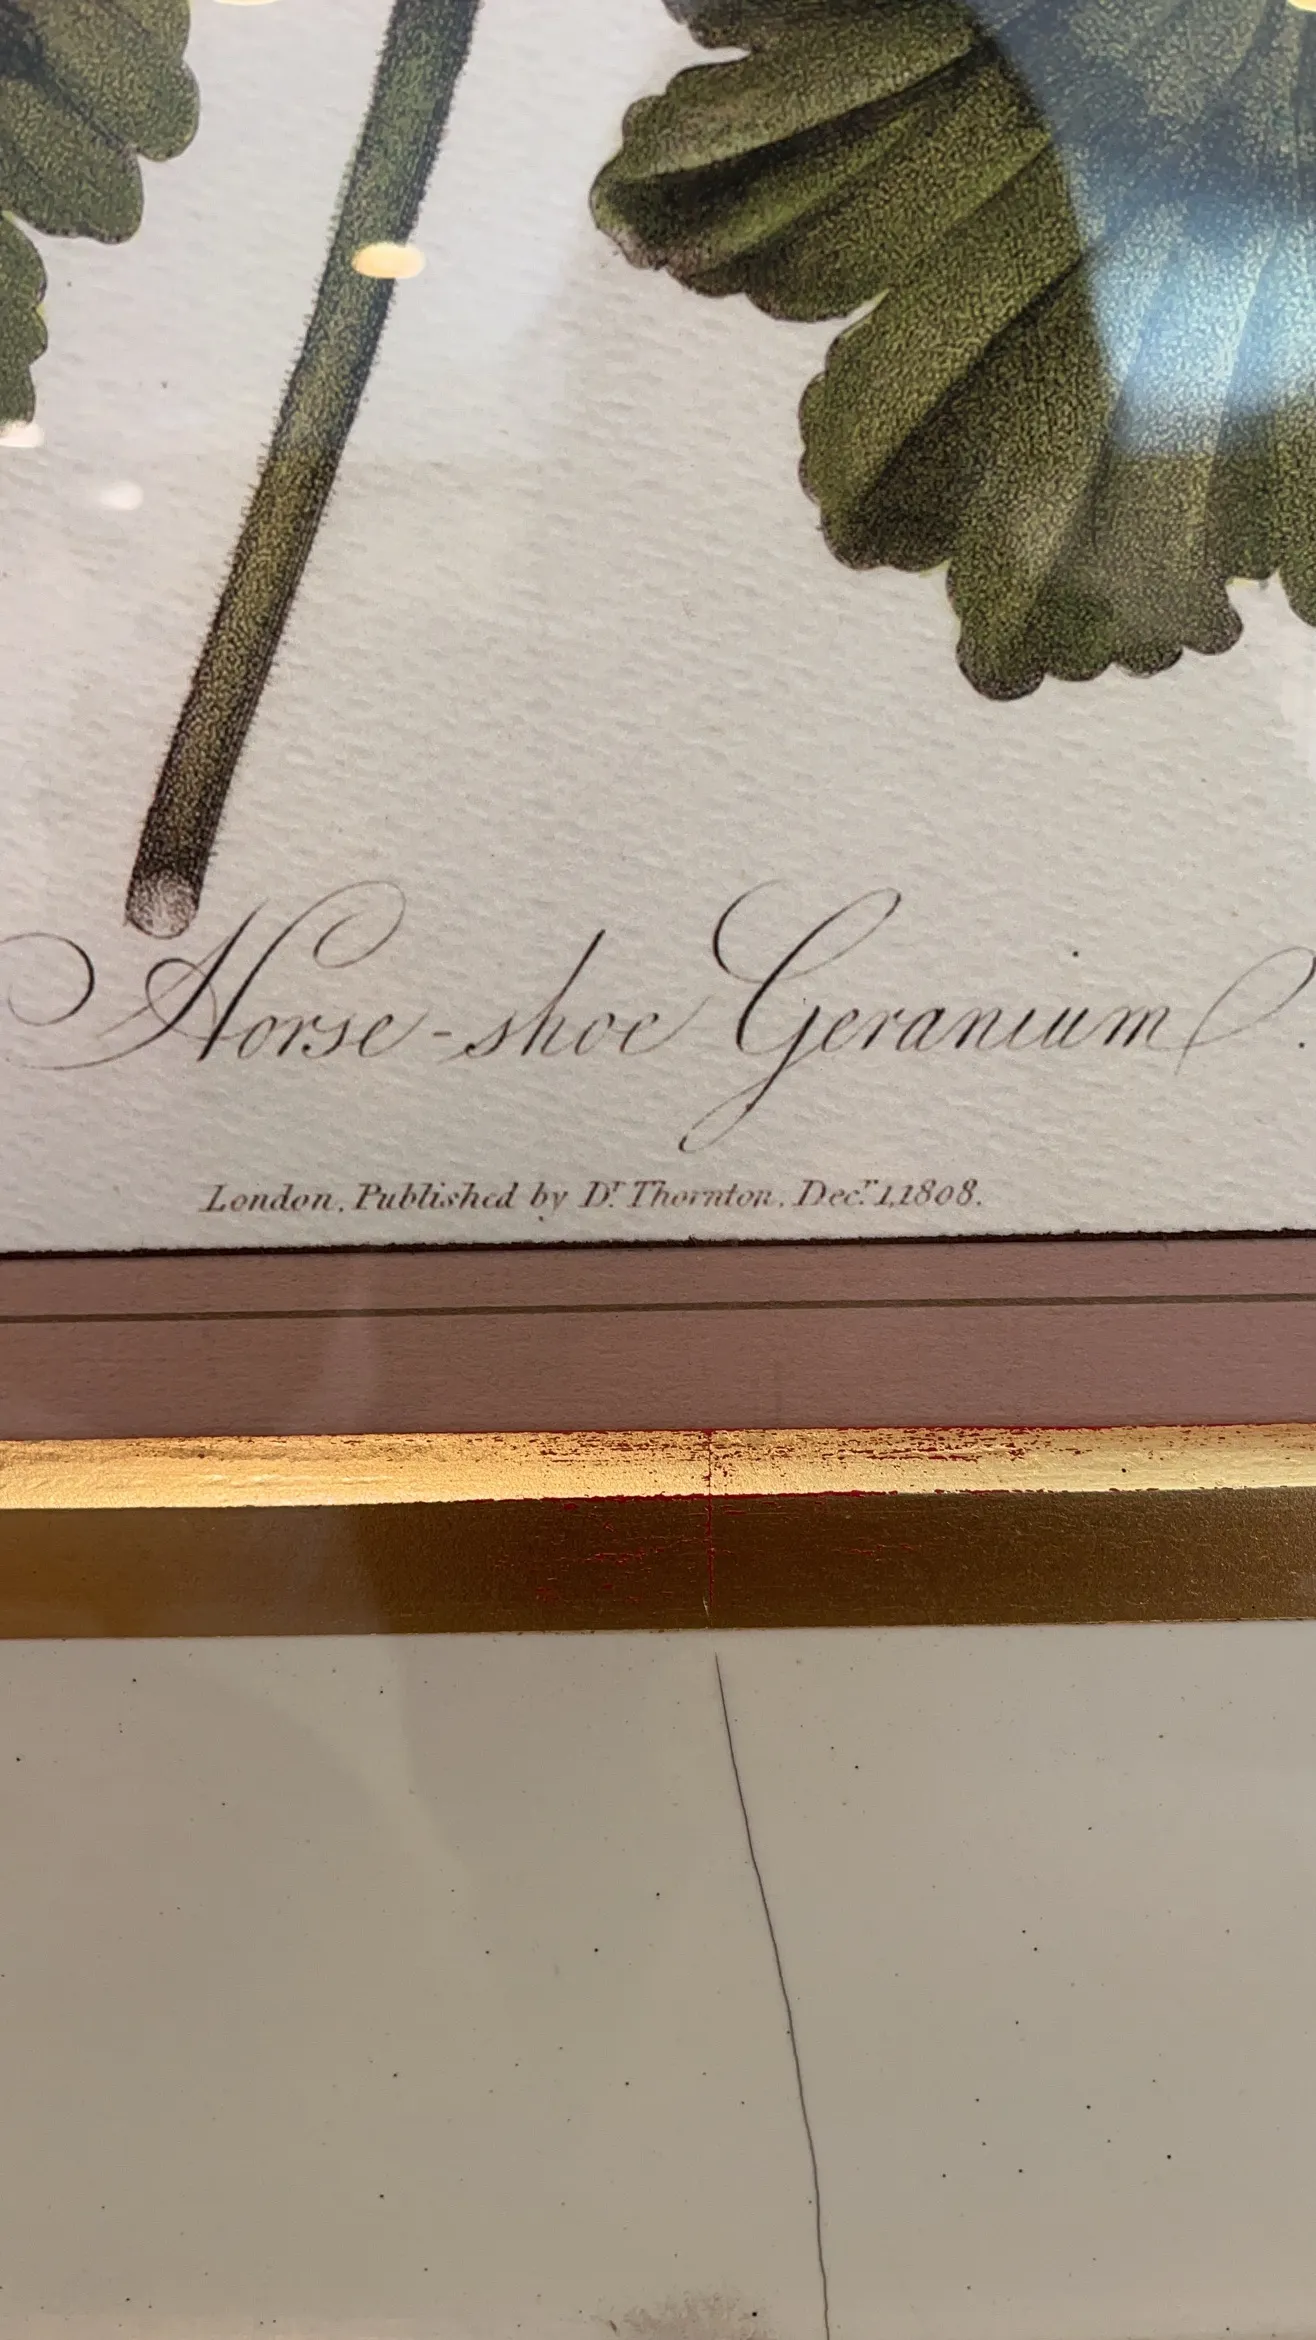 Horse-shoe Geranium.
London, Published by Dr. Thornton, Decr. 1, 1808.